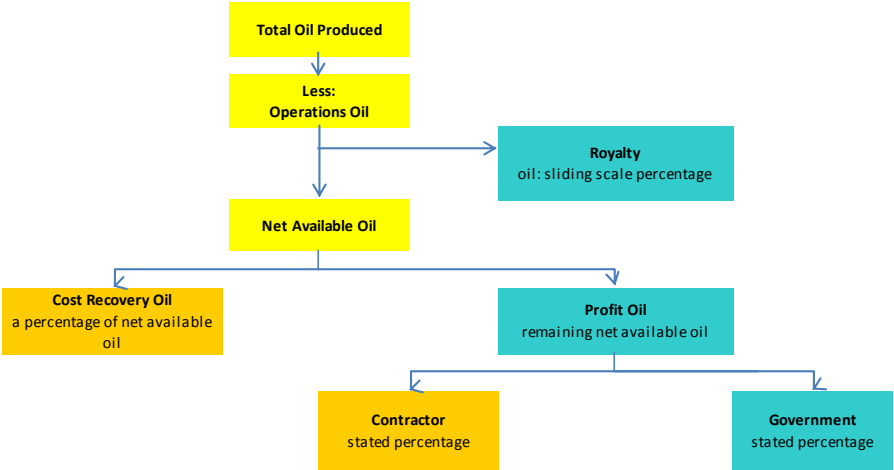 Total Oil Produced
Less:
Operations Oil
Royalty
oil: sliding scale percentage
Net Available Oil
Cost Recovery Oil
a percentage of net available
oil
Profit Oil
remaining net available oil
Contractor
stated percentage
Government
stated percentage